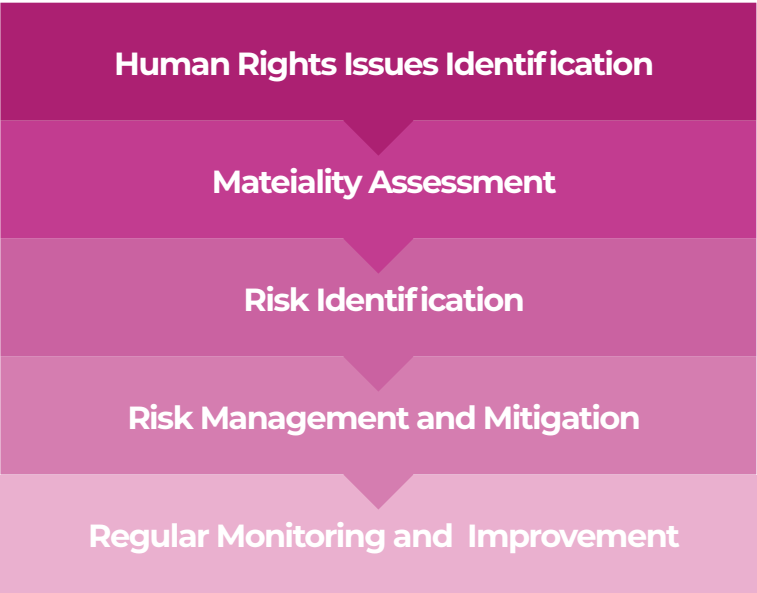 Human Rights Issues Identification
Mateiality Assessment
Risk Identification
Risk Management and Mitigation
Regular Monitoring and Improvement